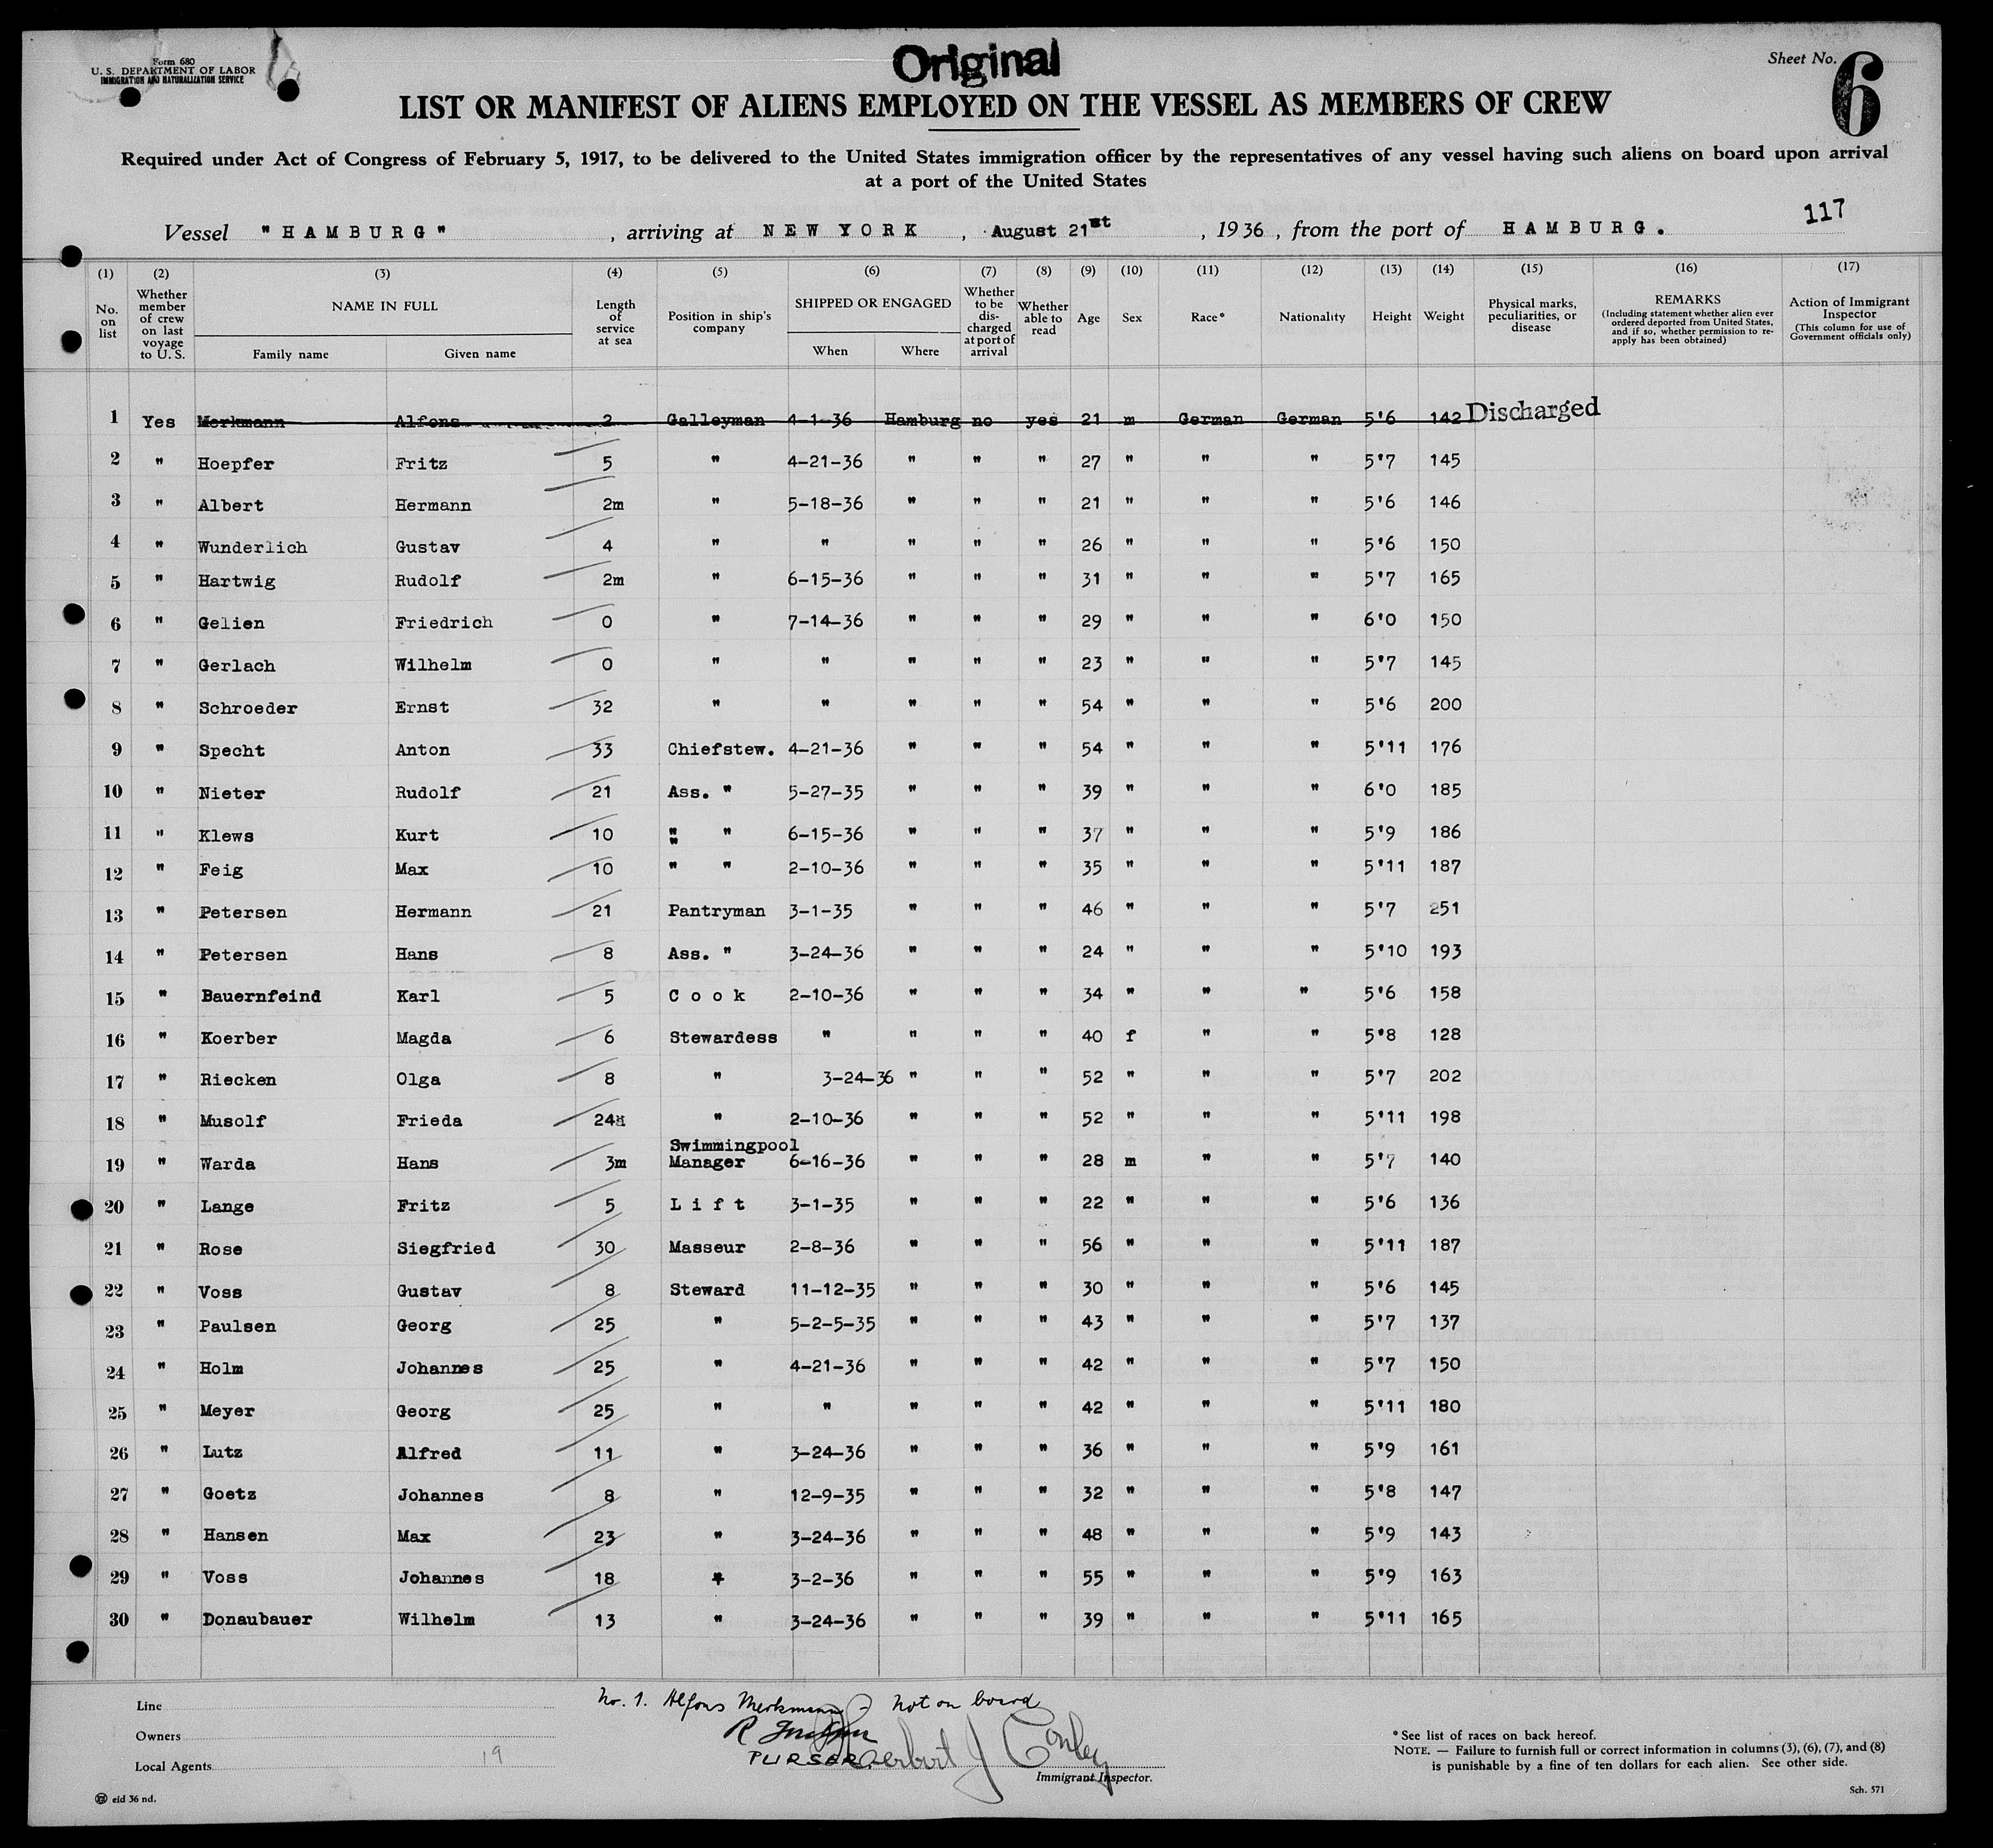 Form 680
U. S. DEPARTMENT OF LABOR
IMMIGRATION AND NATURALIZATION SERVICE
Original
Sheet No. 6
LIST OR MANIFEST OF ALIENS EMPLOYED ON THE VESSEL AS MEMBERS OF CREW
Required under Act of Congress of February 5, 1917, to be delivered to the United States immigration officer by the representatives of any vessel having such aliens on board upon arrival
at a port of the United States
117
Vessel "HAMBURG", arriving at NEW YORK, August 21st, 1936, from the port of HAMBURG.
(1) (2) (3) (4) (5) (6) (7) (8) (9) (10) (11) (12) (13) (14) (15) (16) (17)
No. on list
Whether member of crew on last voyage to U. S.
NAME IN FULL
Family name
Given name
Length of service at sea
Position in ship's company
SHIPPED OR ENGAGED
When
Where
Whether to be discharged at port of arrival
Whether able to read
Age
Sex
Race*
Nationality
Height
Weight
Physical marks, peculiarities, or disease
REMARKS
(Including statement whether alien ever ordered deported from United States, and if so, whether permission to re-apply has been obtained)
Action of Immigrant Inspector
(This column for use of Government officials only)
1 Yes Merkmann Alfons 2 Galleyman 4-1-36 Hamburg no yes 21 m German German 5'6 142 Discharged
2 " Hoepfer Fritz 5 " 4-21-36 " " " 27 " " " 5'7 145
3 " Albert Hermann 2m " 5-18-36 " " " 21 " " " 5'6 146
4 " Wunderlich Gustav 4 " " " " " 26 " " " 5'6 150
5 " Hartwig Rudolf 2m " 6-15-36 " " " 31 " " " 5'7 165
6 " Gelien Friedrich 0 " 7-14-36 " " " 29 " " " 6'0 150
7 " Gerlach Wilhelm 0 " " " " " 23 " " " 5'7 145
8 " Schroeder Ernst 32 " " " " " 54 " " " 5'6 200
9 " Specht Anton 33 Chiefstew. 4-21-36 " " " 54 " " " 5'11 176
10 " Nieter Rudolf 21 Ass. " 5-27-35 " " " 39 " " " 6'0 185
11 " Klews Kurt 10 " " 6-15-36 " " " 37 " " " 5'9 186
12 " Feig Max 10 " " 2-10-36 " " " 35 " " " 5'11 187
13 " Petersen Hermann 21 Pantryman 3-1-35 " " " 46 " " " 5'7 251
14 " Petersen Hans 8 Ass. " 3-24-36 " " " 24 " " " 5'10 193
15 " Bauernfeind Karl 5 Cook 2-10-36 " " " 34 " " " 5'6 158
16 " Koerber Magda 6 Stewardess " " " " 40 f " " 5'8 128
17 " Riecken Olga 8 " 3-24-36 " " " 52 " " " 5'7 202
18 " Musolf Frieda 24 " 2-10-36 " " " 52 " " " 5'11 198
19 " Warda Hans 3m Swimmingpool Manager 6-16-36 " " " 28 m " " 5'7 140
20 " Lange Fritz 5 Lift 3-1-35 " " " 22 " " " 5'6 136
21 " Rose Siegfried 30 Masseur 2-8-36 " " " 56 " " " 5'11 187
22 " Voss Gustav 8 Steward 11-12-35 " " " 30 " " " 5'6 145
23 " Paulsen Georg 25 " 5-2-5-35 " " " 43 " " " 5'7 137
24 " Holm Johannes 25 " 4-21-36 " " " 42 " " " 5'7 150
25 " Meyer Georg 25 " " " " " 42 " " " 5'11 180
26 " Lutz Alfred 11 " 3-24-36 " " " 36 " " " 5'9 161
27 " Goetz Johannes 8 " 12-9-35 " " " 32 " " " 5'8 147
28 " Hansen Max 23 " 3-24-36 " " " 48 " " " 5'9 143
29 " Voss Johannes 18 " 3-2-36 " " " 55 " " " 5'9 163
30 " Donaubauer Wilhelm 13 " 3-24-36 " " " 39 " " " 5'11 165
No. 1. Alfons Merkmann - Not on board
Line
Owners
Local Agents 19
PURSER.
Herbert J Conley
Immigrant Inspector.
*See list of races on back hereof.
NOTE. — Failure to furnish full or correct information in columns (3), (6), (7), and (8)
is punishable by a fine of ten dollars for each alien. See other side.
eid 36 nd.
Sch. 571